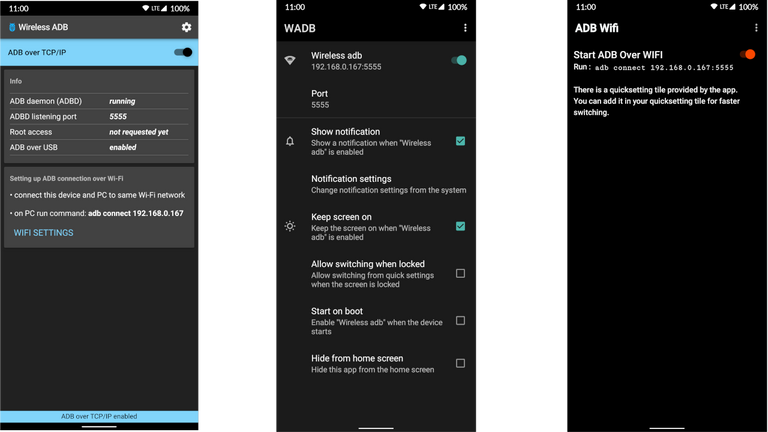 11:00
LTE 100%
Wireless ADB
ADB over TCP/IP
Info
ADB daemon (ADBD) running
ADBD listening port 5555
Root access not requested yet
ADB over USB enabled
Setting up ADB connection over Wi-Fi
• connect this device and PC to same Wi-Fi network
• on PC run command: adb connect 192.168.0.167
WIFI SETTINGS
ADB over TCP/IP enabled
11:00
LTE 100%
WADB
Wireless adb
192.168.0.167:5555
Port
5555
Show notification
Show a notification when "Wireless
adb" is enabled
Notification settings
Change notification settings from the system
Keep screen on
Keep the screen on when "Wireless
adb" is enabled
Allow switching when locked
Allow switching from quick settings
when the screen is locked
Start on boot
Enable "Wireless adb" when the device
starts
Hide from home screen
Hide this app from the home screen
11:00
LTE 100%
ADB Wifi
Start ADB Over WIFI
Run : adb connect 192.168.0.167:5555
There is a quicksetting tile provided by the app.
You can add it in your quicksetting tile for faster
switching.